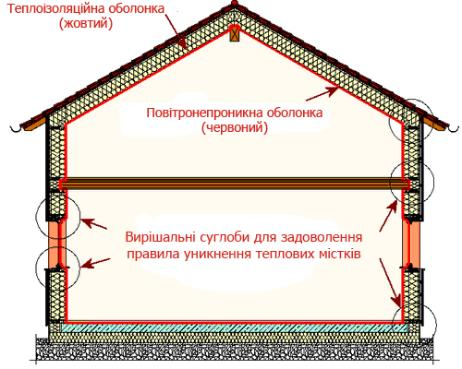 Теплоізоляційна оболонка
(жовтий)
Повітронепроникна оболонка
(червоний)
Вирішальні суглоби для задоволення
правила уникнення теплових містків